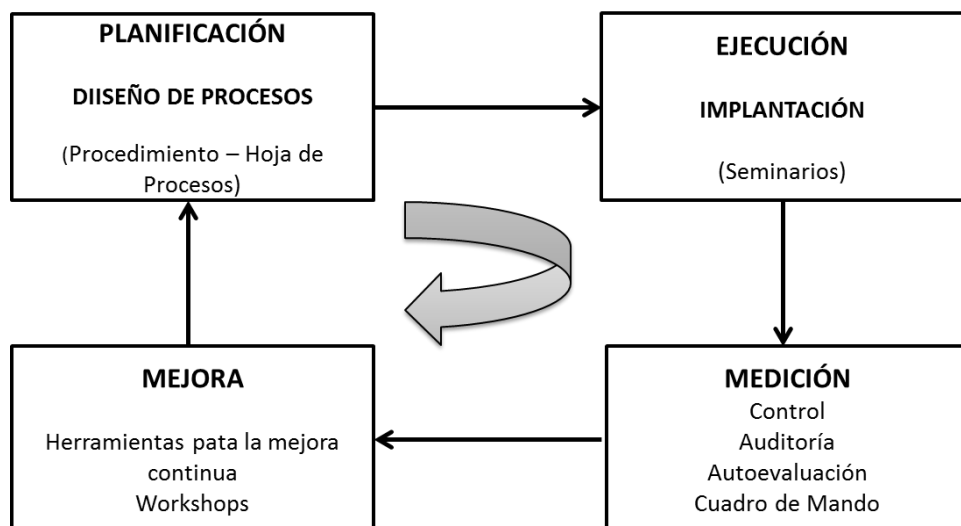 PLANIFICACIÓN
DIISEÑO DE PROCESOS
(Procedimiento – Hoja de
Procesos)
EJECUCIÓN
IMPLANTACIÓN
(Seminarios)
MEJORA
Herramientas pata la mejora
continua
Workshops
MEDICIÓN
Control
Auditoría
Autoevaluación
Cuadro de Mando